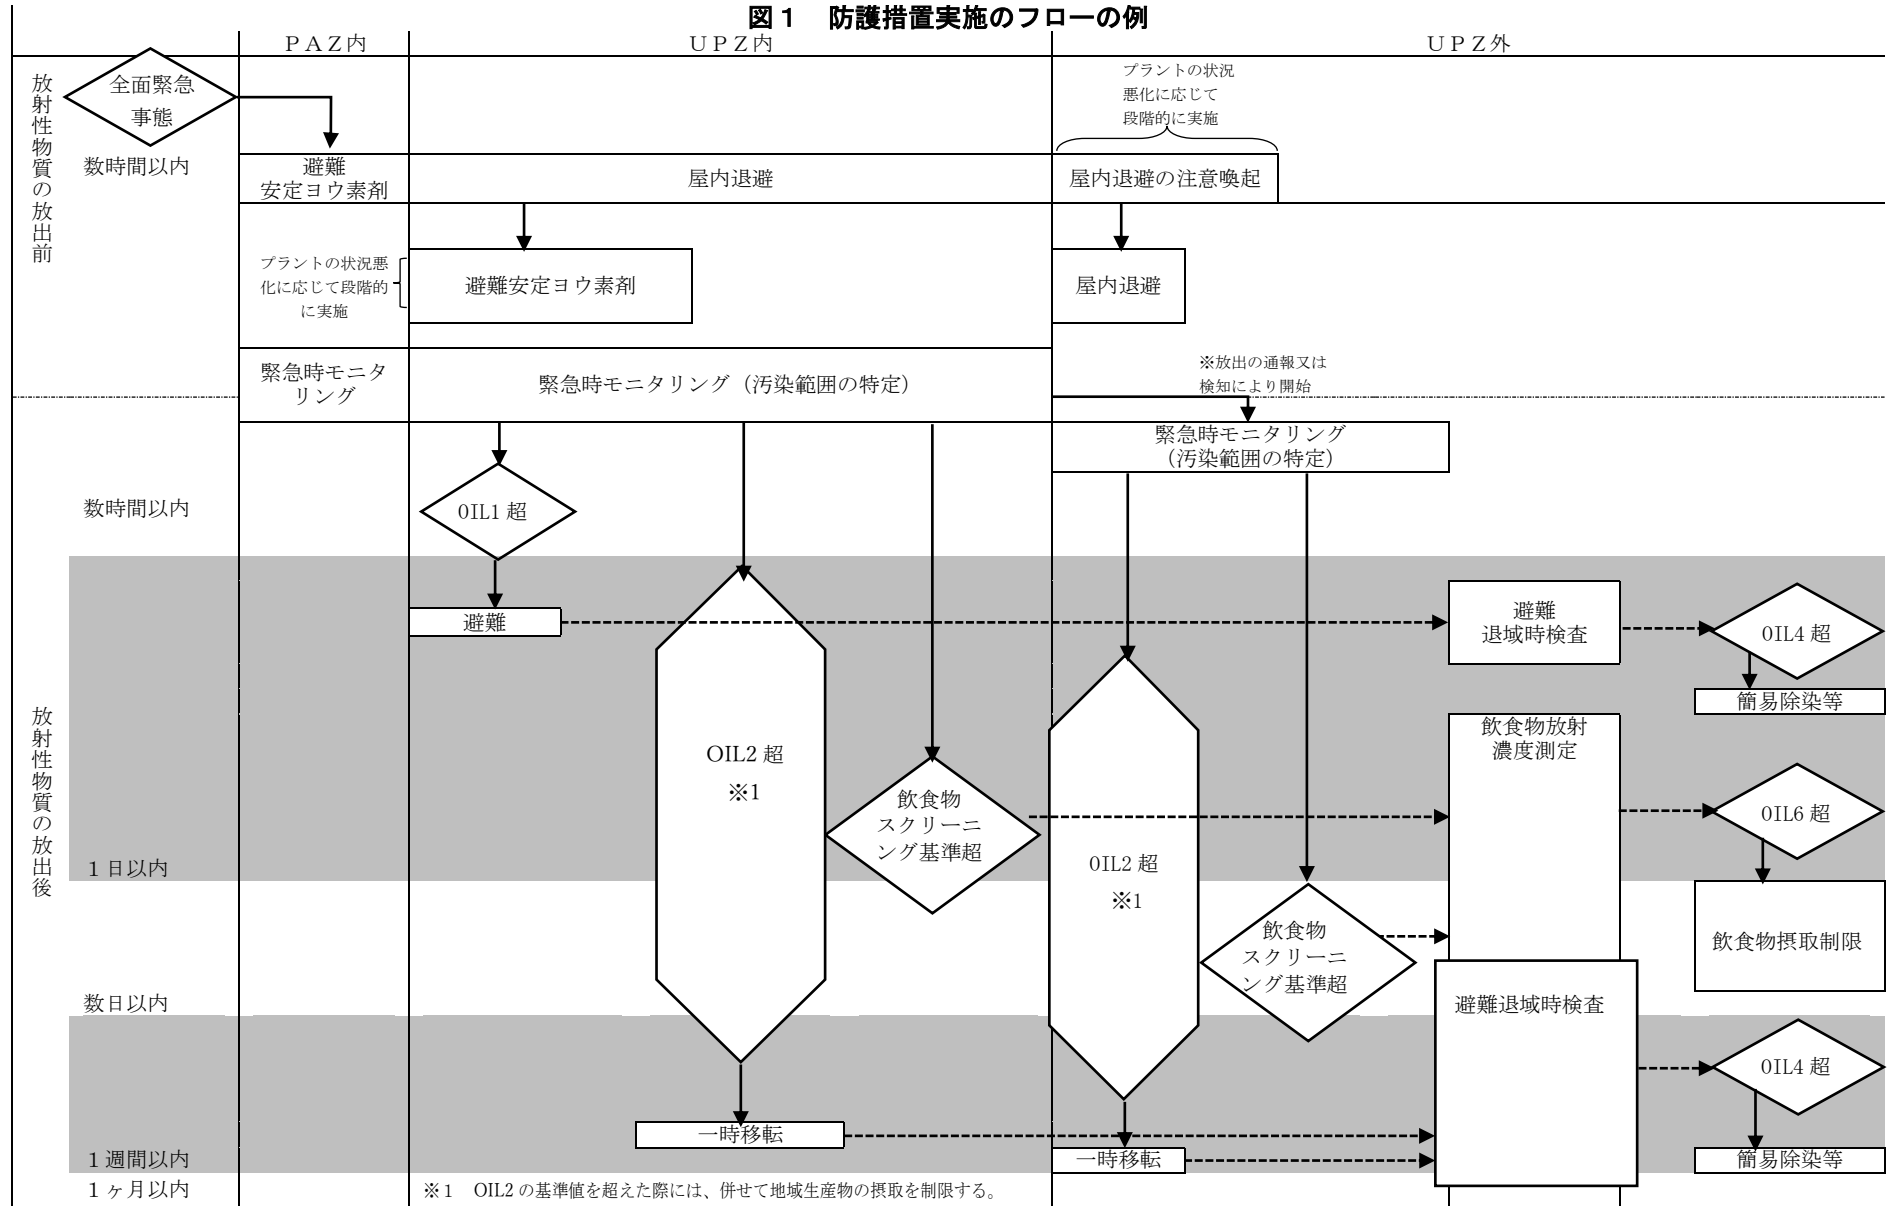 図１　防護措置実施のフローの例
ＰＡＺ内
ＵＰＺ内
ＵＰＺ外
放射性物質の放出前
全面緊急
事態
プラントの状況
悪化に応じて
段階的に実施
数時間以内
避難
安定ヨウ素剤
屋内退避
屋内退避の注意喚起
プラントの状況悪
化に応じて段階的
に実施
避難安定ヨウ素剤
屋内退避
緊急時モニタ
リング
緊急時モニタリング（汚染範囲の特定）
※放出の通報又は
検知により開始
緊急時モニタリング
（汚染範囲の特定）
放射性物質の放出後
数時間以内
OIL1 超
避難
避難
退域時検査
OIL4 超
簡易除染等
OIL2 超
※1
飲食物
スクリーニ
ング基準超
OIL2 超
※1
飲食物放射
濃度測定
OIL6 超
１日以内
飲食物
スクリーニ
ング基準超
飲食物摂取制限
数日以内
避難退域時検査
OIL4 超
一時移転
一時移転
簡易除染等
１週間以内
１ヶ月以内
※１　OIL2 の基準値を超えた際には、併せて地域生産物の摂取を制限する。